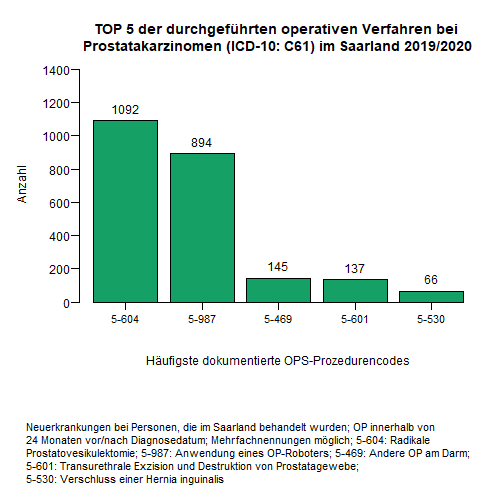 TOP 5 der durchgeführten operativen Verfahren bei
Prostatakarzinomen (ICD-10: C61) im Saarland 2019/2020
Anzahl
1400
1200
1000
800
600
400
200
0
1092
894
145
137
66
5-604
5-987
5-469
5-601
5-530
Häufigste dokumentierte OPS-Prozedurencodes
Neuerkrankungen bei Personen, die im Saarland behandelt wurden; OP innerhalb von
24 Monaten vor/nach Diagnosedatum; Mehrfachnennungen möglich; 5-604: Radikale
Prostatovesikulektomie; 5-987: Anwendung eines OP-Roboters; 5-469: Andere OP am Darm;
5-601: Transurethrale Exzision und Destruktion von Prostatagewebe;
5-530: Verschluss einer Hernia inguinalis